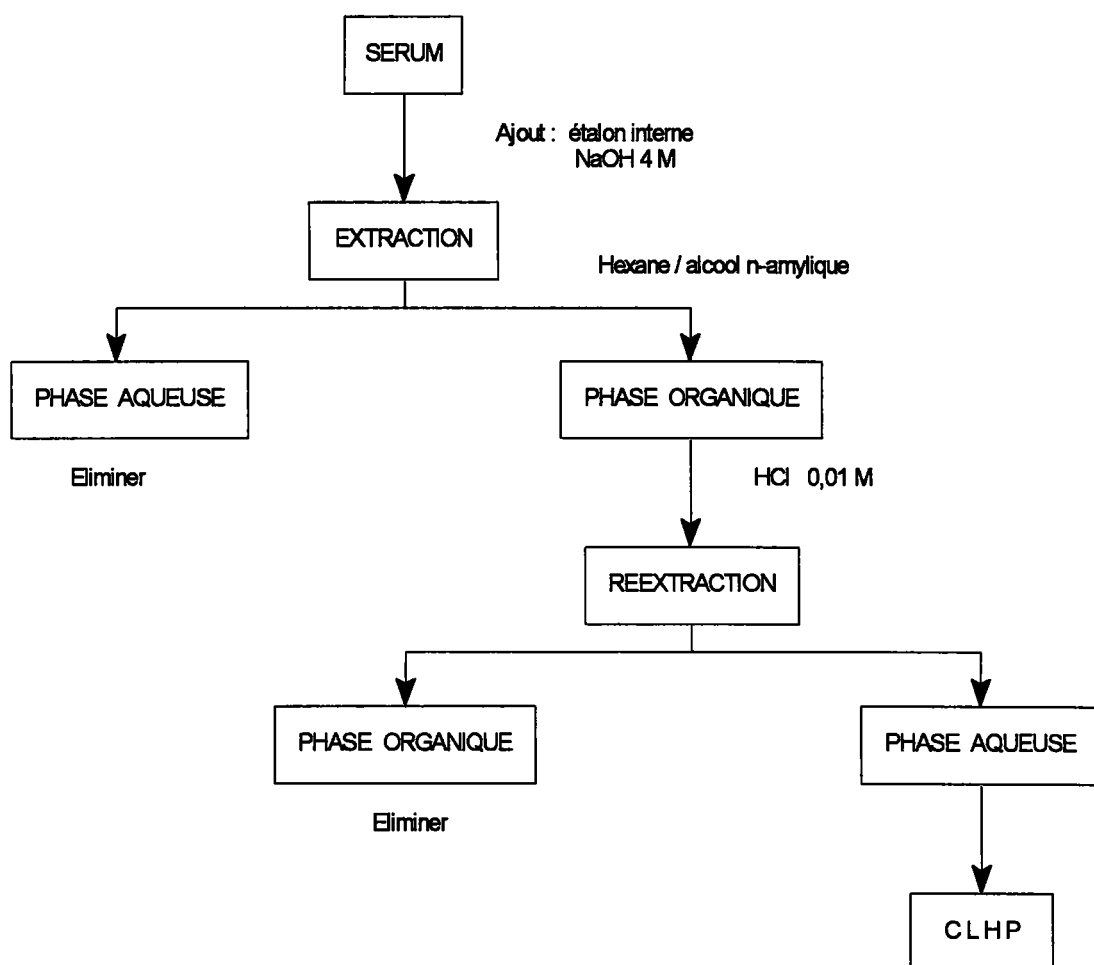 SERUM
Ajout : étalon interne
NaOH 4 M
EXTRACTION
Hexane / alcool n-amylique
PHASE AQUEUSE
PHASE ORGANIQUE
Eliminer
HCl 0,01 M
REEXTRACTION
PHASE ORGANIQUE
PHASE AQUEUSE
Eliminer
CLHP